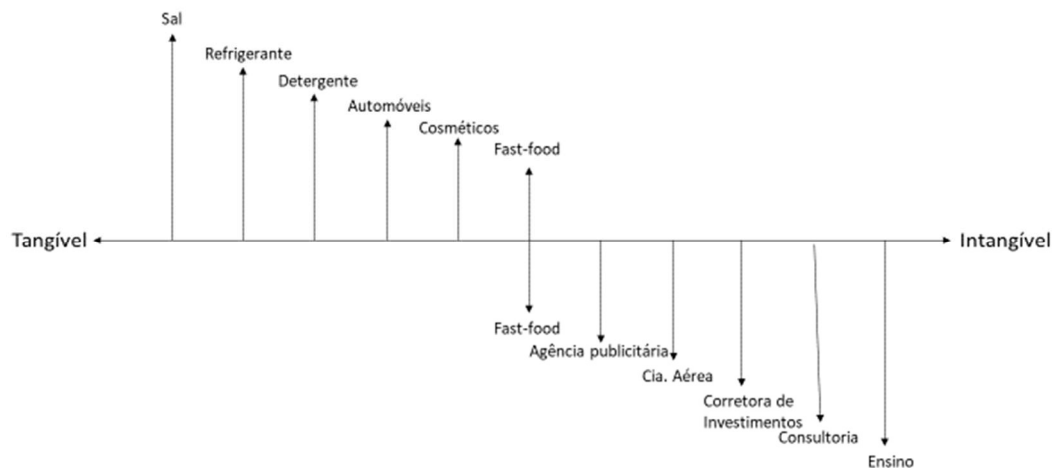 Sal
Refrigerante
Detergente
Automóveis
Cosméticos
Fast-food
Tangível
Intangível
Fast-food
Agência publicitária
Cia. Aérea
Corretora de
Investimentos
Consultoria
Ensino